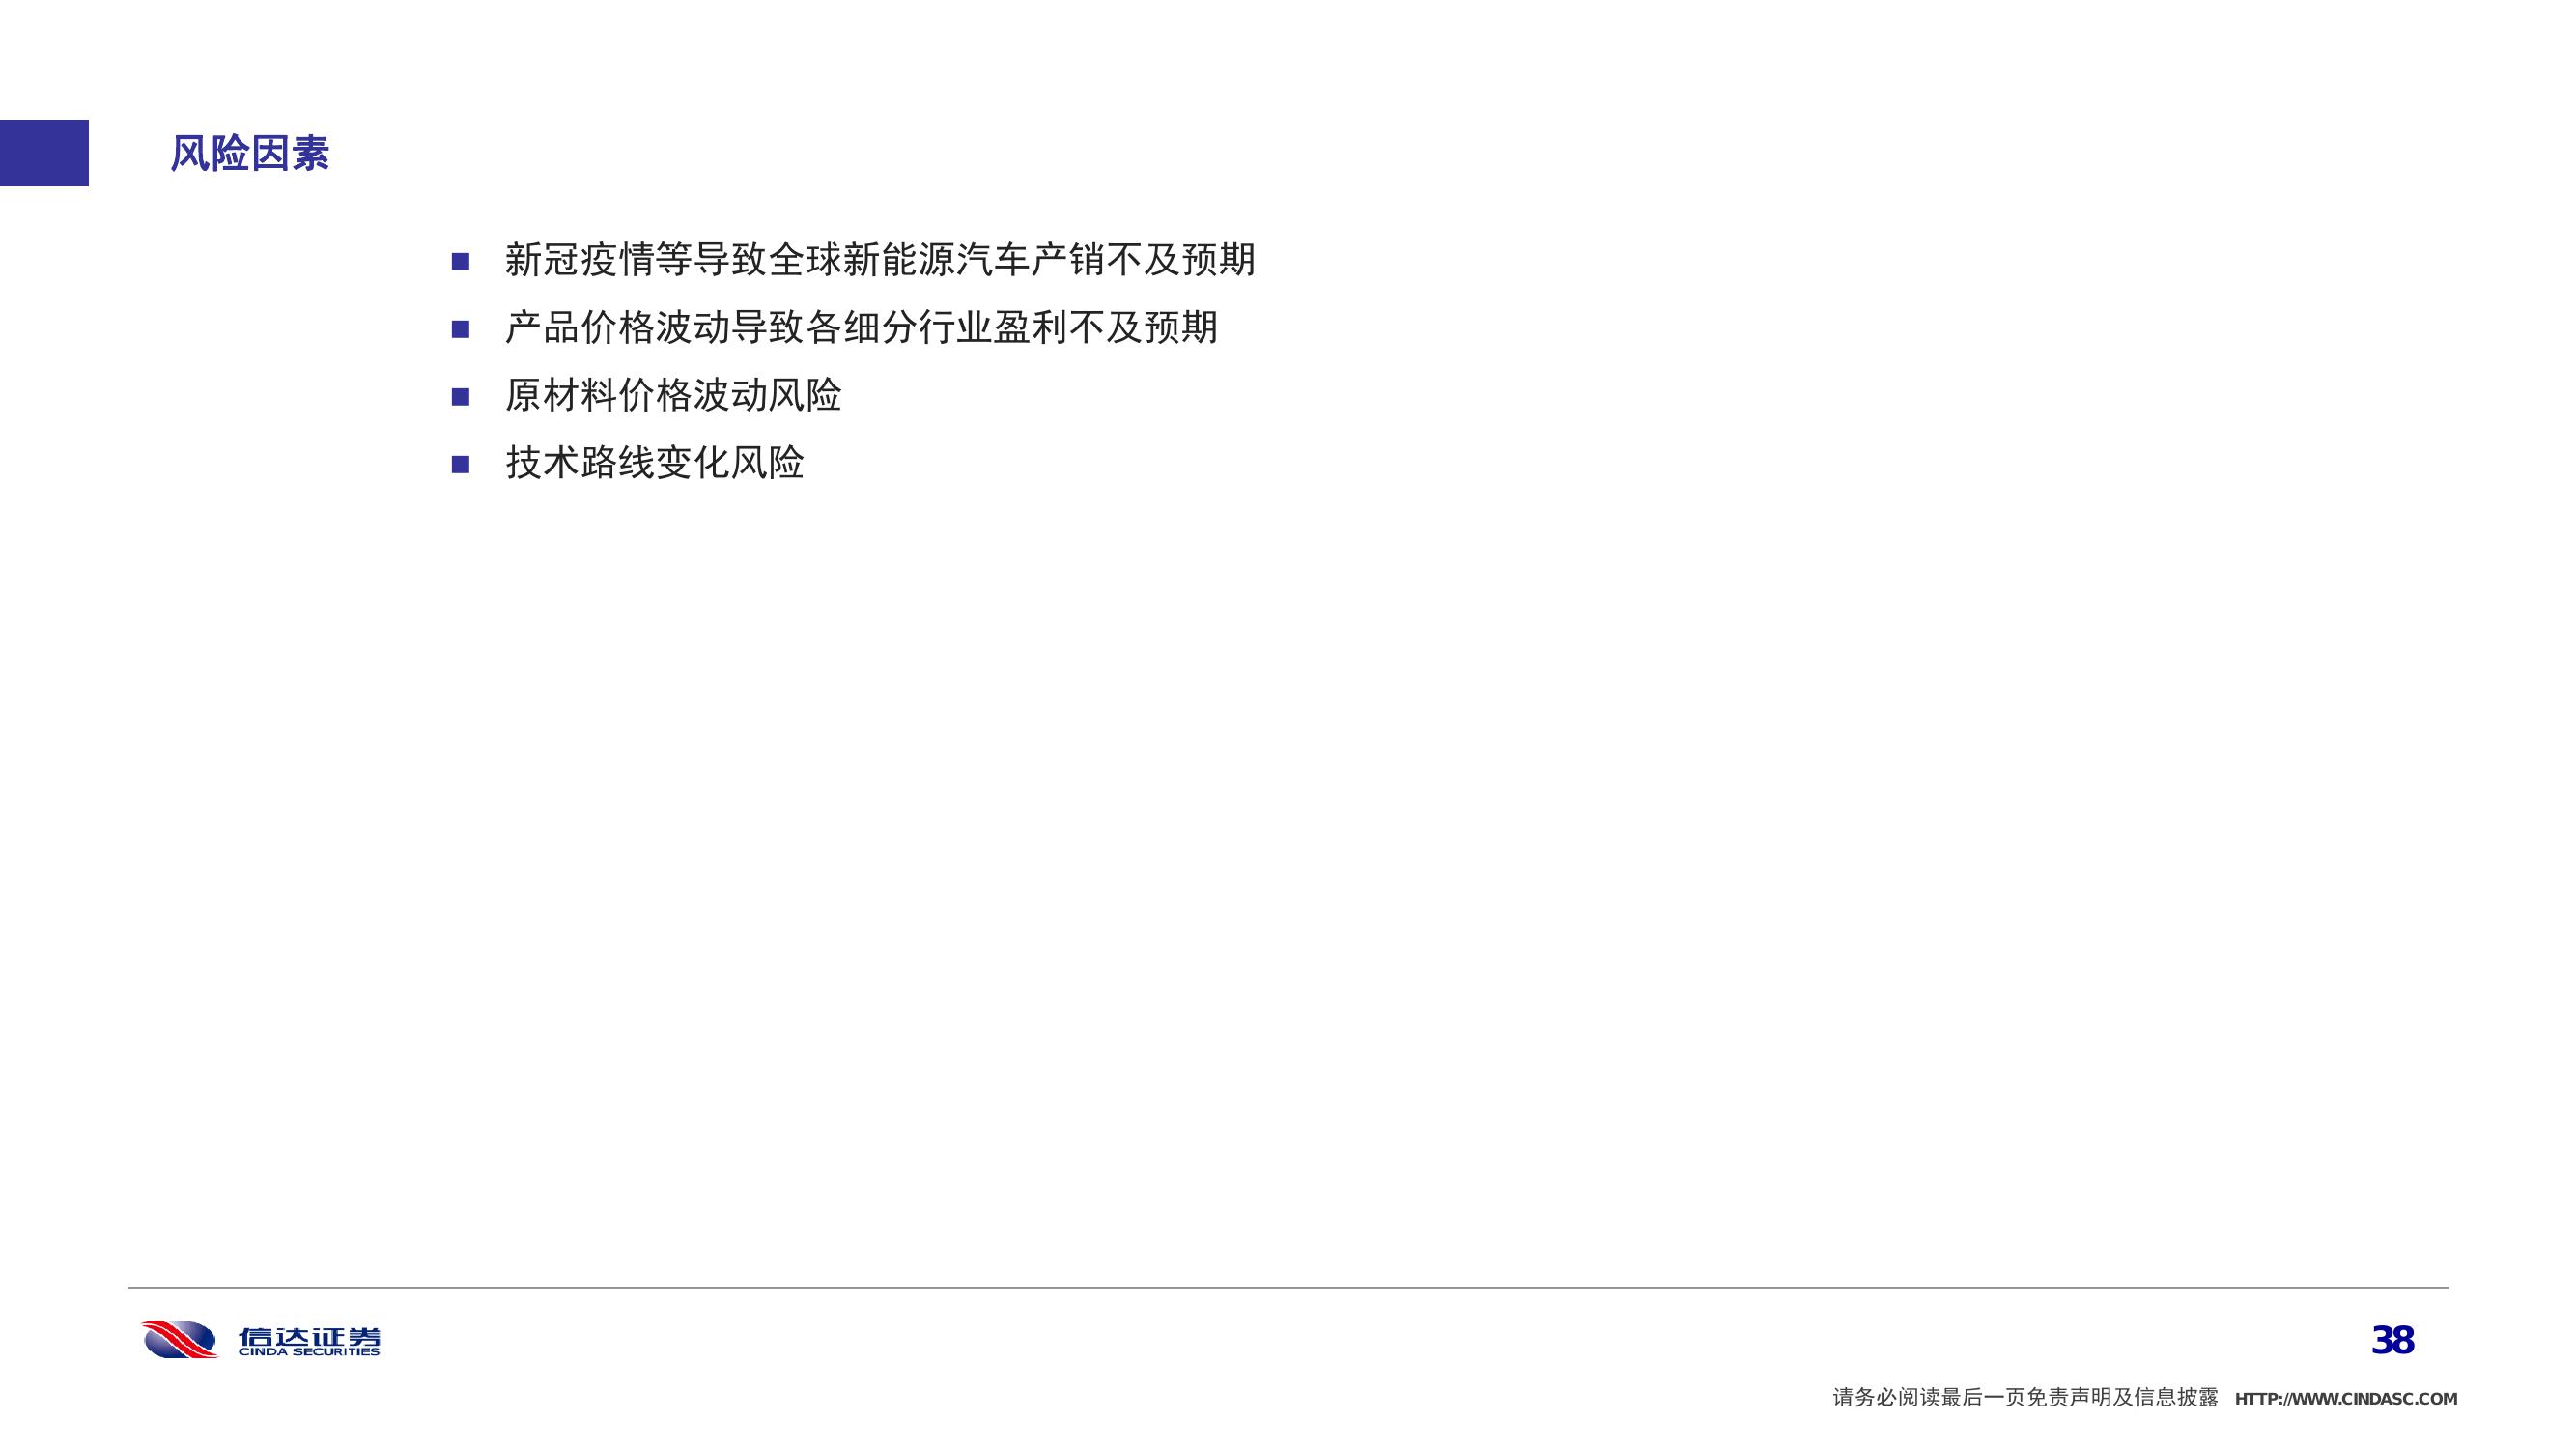 风险因素
■ 新冠疫情等导致全球新能源汽车产销不及预期
■ 产品价格波动导致各细分行业盈利不及预期
■ 原材料价格波动风险
■ 技术路线变化风险
信达证券
CINDA SECURITIES
38
请务必阅读最后一页免责声明及信息披露 HTTP://WWW.CINDASC.COM